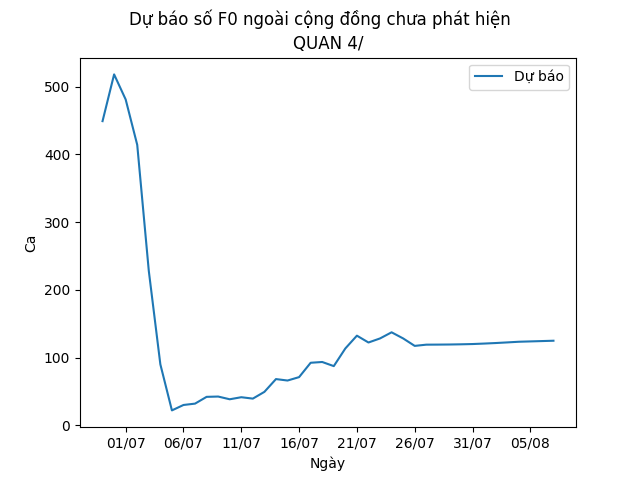 Dự báo số F0 ngoài cộng đồng chưa phát hiện
QUAN 4/
Dự báo
500
400
300
200
100
0
Ca
01/07 06/07 11/07 16/07 21/07 26/07 31/07 05/08
Ngày